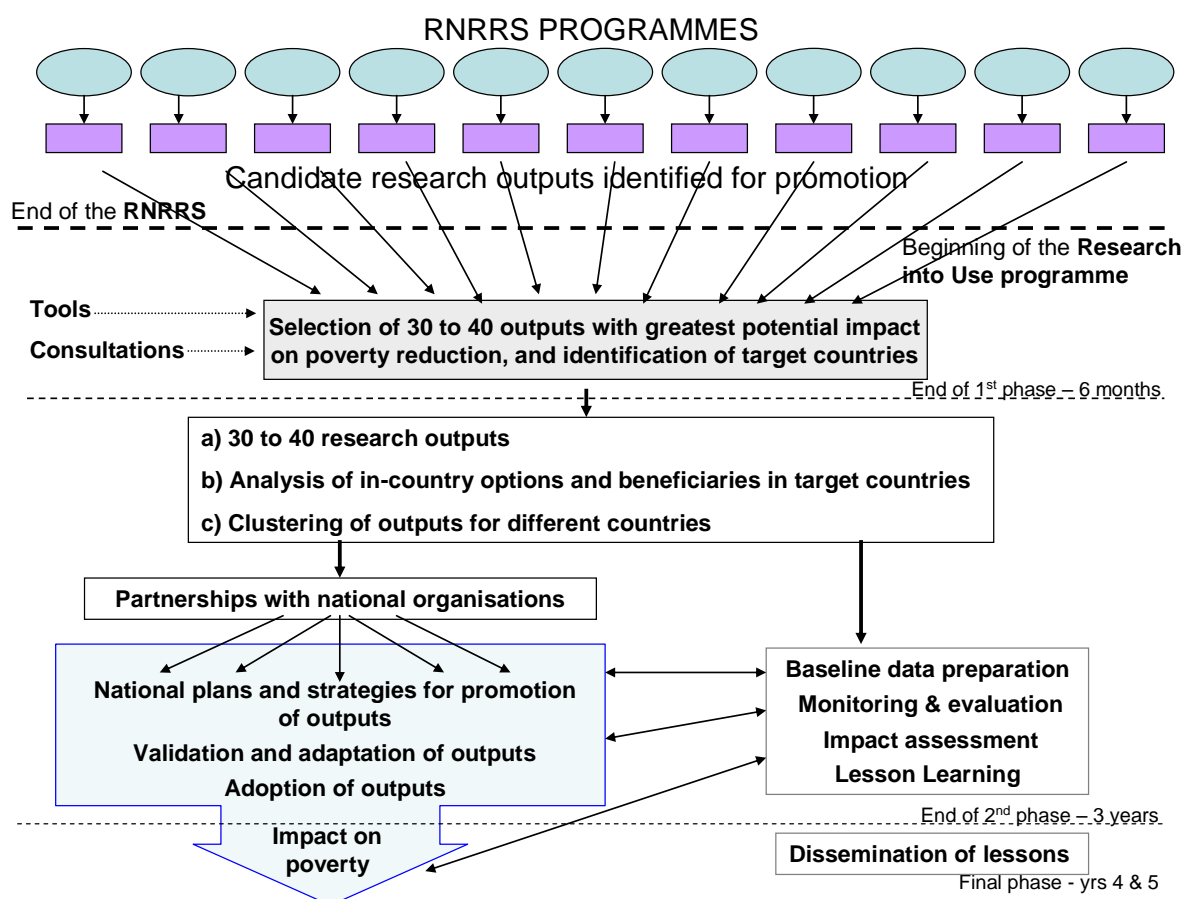 RNRRS PROGRAMMES
Candidate research outputs identified for promotion
End of the RNRRS
Beginning of the Research
into Use programme
Tools
Consultations
Selection of 30 to 40 outputs with greatest potential impact
on poverty reduction, and identification of target countries
End of 1st phase – 6 months
a) 30 to 40 research outputs
b) Analysis of in-country options and beneficiaries in target countries
c) Clustering of outputs for different countries
Partnerships with national organisations
National plans and strategies for promotion
of outputs
Validation and adaptation of outputs
Adoption of outputs
Baseline data preparation
Monitoring & evaluation
Impact assessment
Lesson Learning
End of 2nd phase – 3 years
Impact on
poverty
Dissemination of lessons
Final phase - yrs 4 & 5